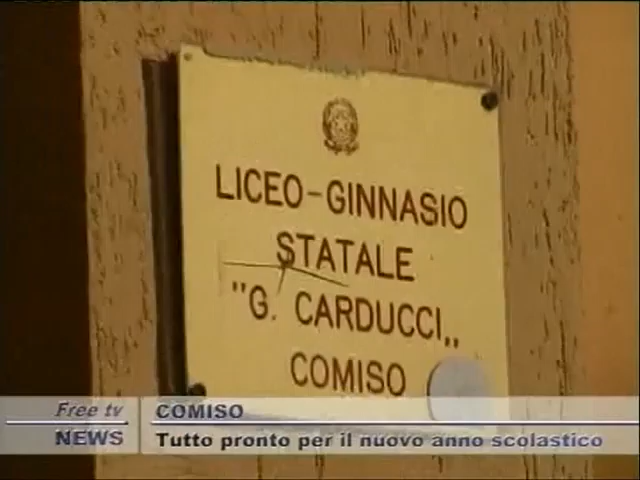 LICEO-GINNASIO
STATALE
"G. CARDUCCI,,
COMISO
Free tv
NEWS
COMISO
Tutto pronto per il nuovo anno scolastico